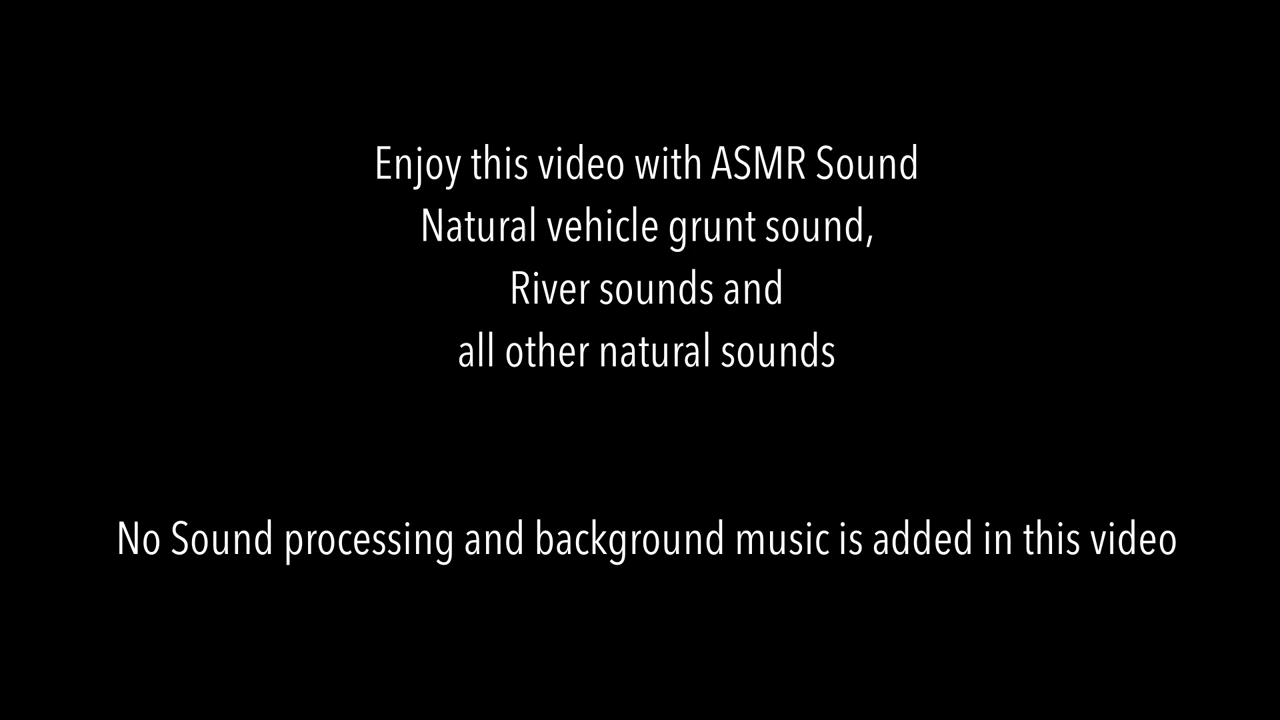 Enjoy this video with ASMR Sound
Natural vehicle grunt sound,
River sounds and
all other natural sounds
No Sound processing and background music is added in this video